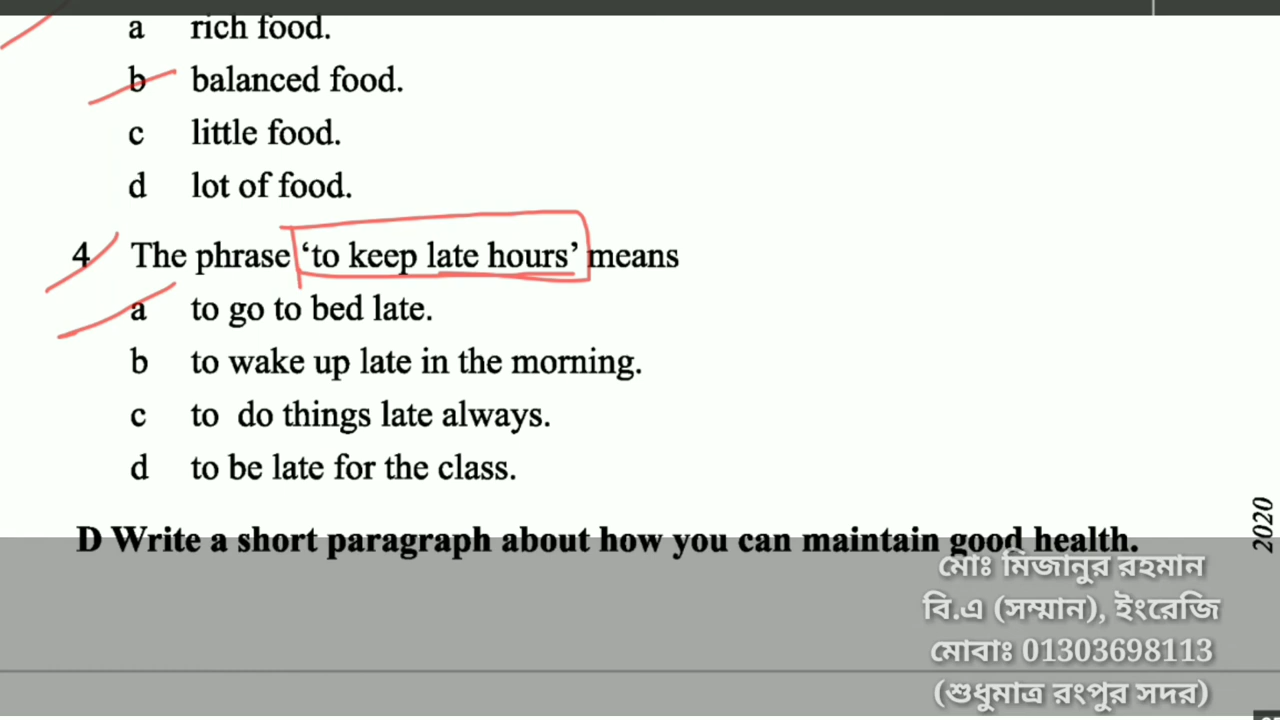 a rich food.
b balanced food.
c little food.
d lot of food.
4 The phrase ‘to keep late hours’ means
a to go to bed late.
b to wake up late in the morning.
c to do things late always.
d to be late for the class.
D Write a short paragraph about how you can maintain good health.
2020
মোঃ মিজানুর রহমান
বি.এ (সম্মান), ইংরেজি
মোবাঃ 01303698113
(শুধুমাত্র রংপুর সদর)